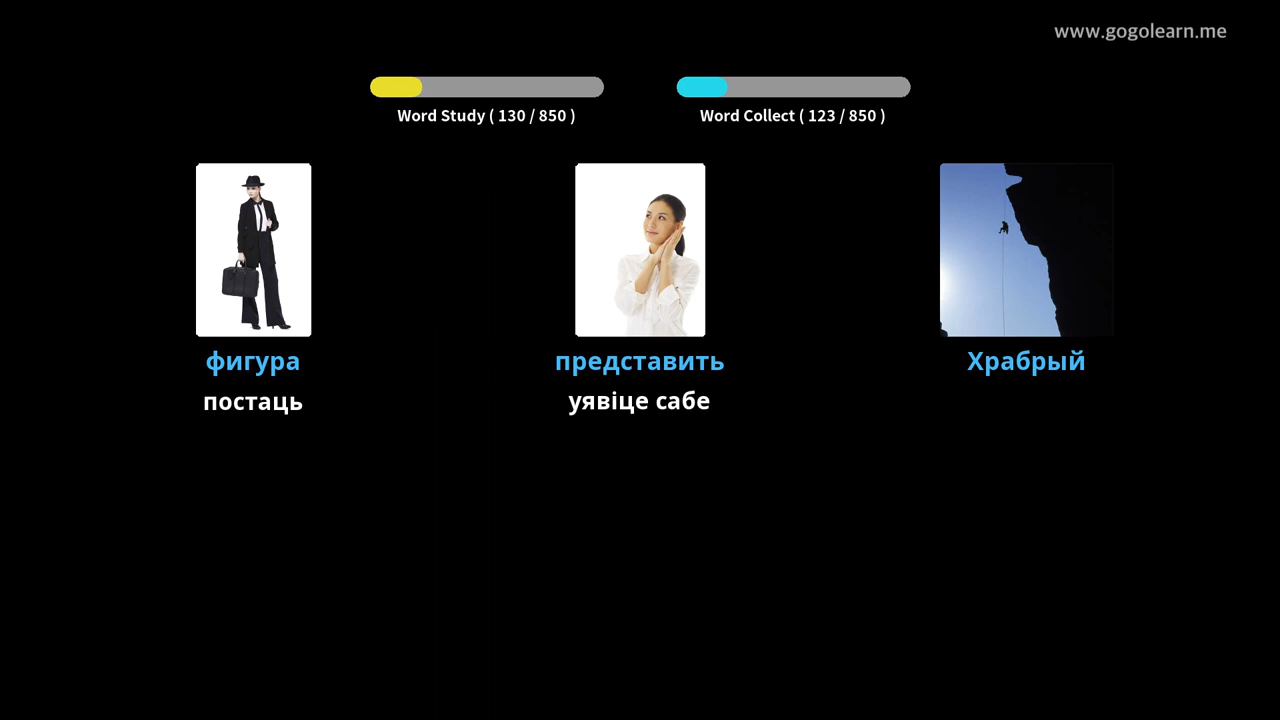 www.gogolearn.me
Word Study ( 130 / 850 )
Word Collect ( 123 / 850 )
фигура
представить
Храбрый
постаць
уявіце сабе